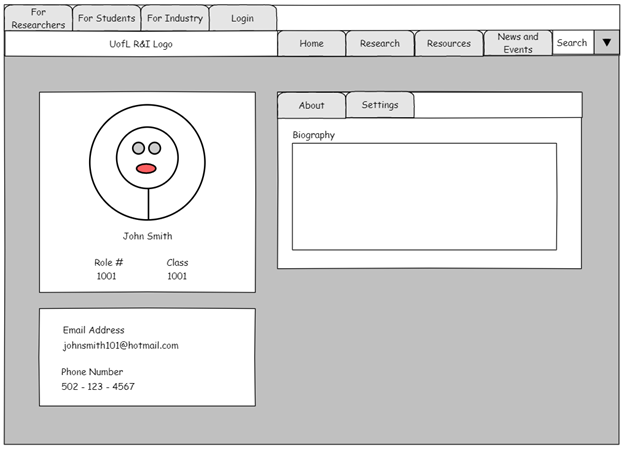 For
Researchers
For Students
For Industry
Login
UofL R&I Logo
Home
Research
Resources
News and
Events
Search
John Smith
Role #
Class
1001
1001
Email Address
johnsmith101@hotmail.com
Phone Number
502 - 123 - 4567
About
Settings
Biography